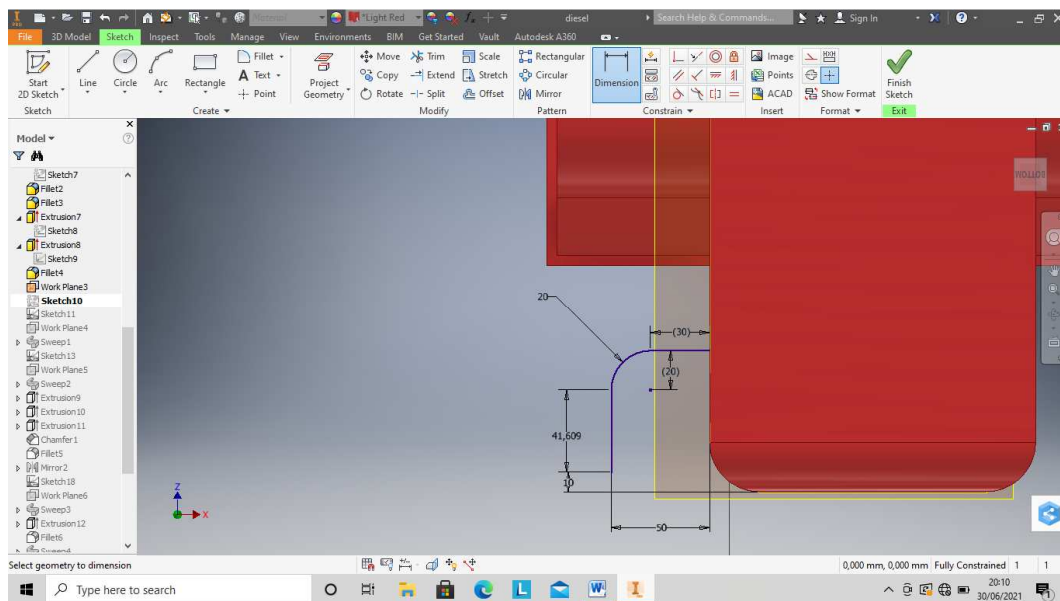 I PRO Material *Light Red diesel Search Help & Commands... Sign In
File 3D Model Sketch Inspect Tools Manage View Environments BIM Get Started Vault Autodesk A360
Start 2D Sketch
Line
Circle
Arc
Rectangle
Fillet
Text
Point
Project Geometry
Move Trim Scale
Copy Extend Stretch
Rotate Split Offset
Rectangular
Circular
Mirror
Dimension
Image
Points
ACAD
Show Format
Finish Sketch
Sketch Create Modify Pattern Constrain Insert Format Exit
Model
Sketch7
Fillet2
Fillet3
Extrusion7
Sketch8
Extrusion8
Sketch9
Fillet4
Work Plane3
Sketch10
Sketch11
Work Plane4
Sweep1
Sketch13
Work Plane5
Sweep2
Extrusion9
Extrusion10
Extrusion11
Chamfer1
Fillet5
Mirror2
Sketch18
Work Plane6
Sweep3
Extrusion12
Fillet6
Sweep4
BOTTOM
20
(30)
(20)
41,609
10
50
Z
X
Select geometry to dimension 0,000 mm, 0,000 mm Fully Constrained 1 1
Type here to search
L W I
20:10
30/06/2021